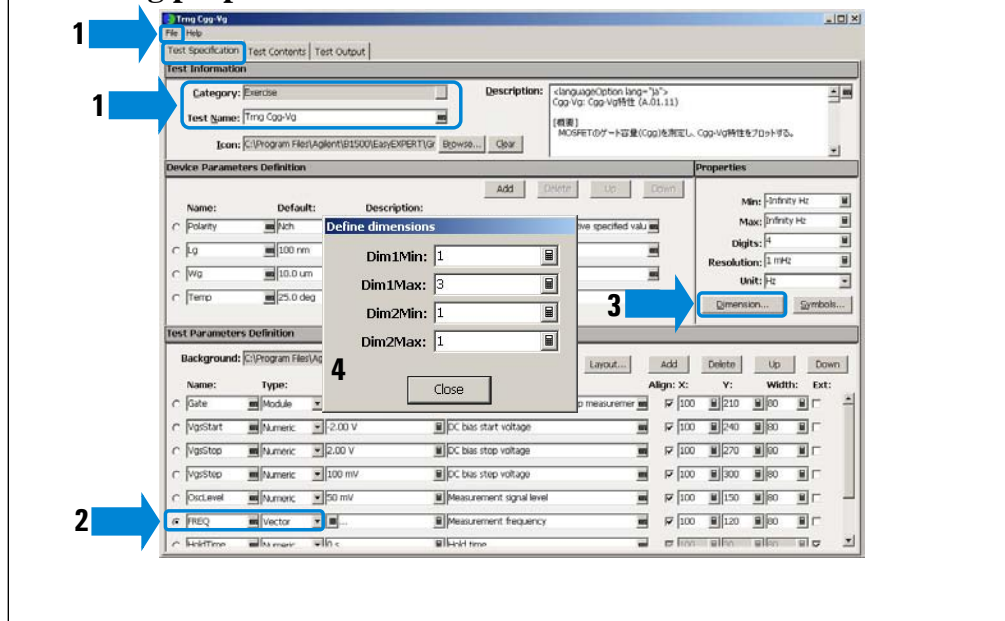 Trng Cgg-Vg
File Help
Test Specification Test Contents Test Output
Test Information
Category: Exercise
Test Name: Trng Cgg-Vg
Icon: C:\Program Files\Agilent\B1500\EasyEXPERT\Gr Browse... Clear
Description: <languageOption lang="ja">
Cgg-Vg: Cgg-Vg特性 (A.01.11)
[概要]
MOSFETのゲート容量(Cgg)を測定し、Cgg-Vg特性をプロットする。
Device Parameters Definition
Add Delete Up Down
Name: Default: Description:
Polarity Nch ive specified valu
Lg 100 nm
Wg 10.0 um
Temp 25.0 deg
Properties
Min: -Infinity Hz
Max: Infinity Hz
Digits: 4
Resolution: 1 mHz
Unit: Hz
Dimension... Symbols...
Define dimensions
Dim1Min: 1
Dim1Max: 3
Dim2Min: 1
Dim2Max: 1
Close
Test Parameters Definition
Background: C:\Program Files\Ag Layout... Add Delete Up Down
Name: Type: Align: X: Y: Width: Ext:
Gate Module p measuremer 100 210 80
VgsStart Numeric -2.00 V DC bias start voltage 100 240 80
VgsStop Numeric 2.00 V DC bias stop voltage 100 270 80
VgsStep Numeric 100 mV DC bias step voltage 100 300 80
OscLevel Numeric 50 mV Measurement signal level 100 150 80
FREQ Vector ... Measurement frequency 100 120 80
HoldTime Numeric 0 s Hold time 100
1
1
2
3
4